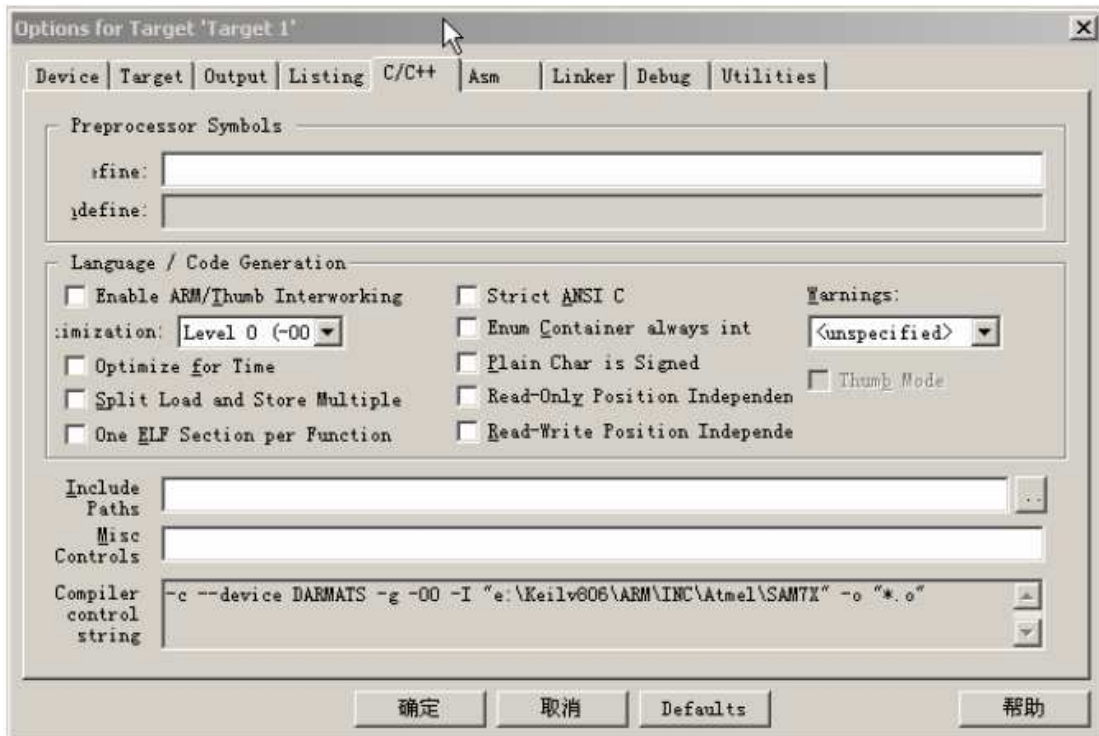 Options for Target 'Target 1'
Device Target Output Listing C/C++ Asm Linker Debug Utilities
Preprocessor Symbols
efine:
ndefine:
Language / Code Generation
Enable ARM/Thumb Interworking Strict ANSI C Warnings:
timization: Level 0 (-O0 Enum Container always int <unspecified>
Optimize for Time Plain Char is Signed Thumb Mode
Split Load and Store Multiple Read-Only Position Independen
One ELF Section per Function Read-Write Position Independe
Include
Paths ..
Misc
Controls
Compiler
control
string
-c --device DARMATS -g -O0 -I "e:\Keilv806\ARM\INC\Atmel\SAM7X" -o "*.o"
确定 取消 Defaults 帮助